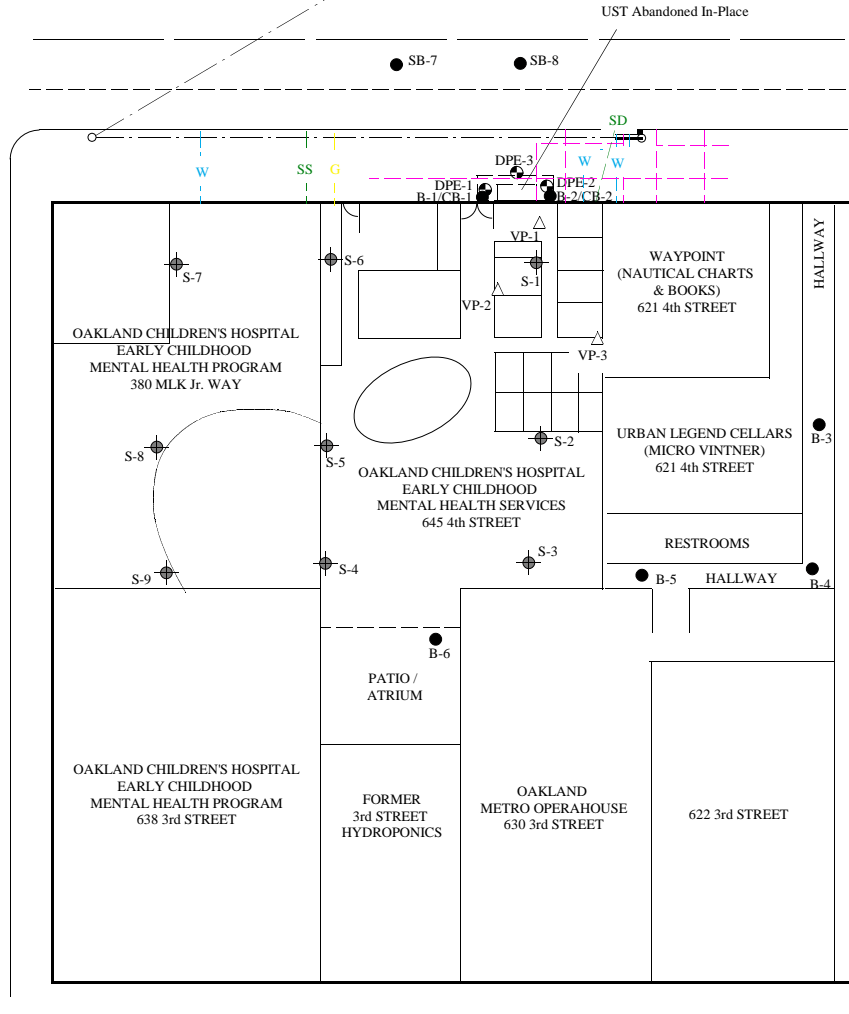 UST Abandoned In-Place
SB-7
SB-8
SD
W
SS
G
DPE-3
W
W
DPE-1
DPE-2
B-1/CB-1
B-2/CB-2
VP-1
S-7
S-6
S-1
VP-2
VP-3
WAYPOINT
(NAUTICAL CHARTS
& BOOKS)
621 4th STREET
HALLWAY
OAKLAND CHILDREN'S HOSPITAL
EARLY CHILDHOOD
MENTAL HEALTH PROGRAM
380 MLK Jr. WAY
S-8
S-5
S-2
URBAN LEGEND CELLARS
(MICRO VINTNER)
621 4th STREET
B-3
OAKLAND CHILDREN'S HOSPITAL
EARLY CHILDHOOD
MENTAL HEALTH SERVICES
645 4th STREET
RESTROOMS
S-9
S-4
S-3
B-5
HALLWAY
B-4
B-6
PATIO /
ATRIUM
OAKLAND CHILDREN'S HOSPITAL
EARLY CHILDHOOD
MENTAL HEALTH PROGRAM
638 3rd STREET
FORMER
3rd STREET
HYDROPONICS
OAKLAND
METRO OPERAHOUSE
630 3rd STREET
622 3rd STREET